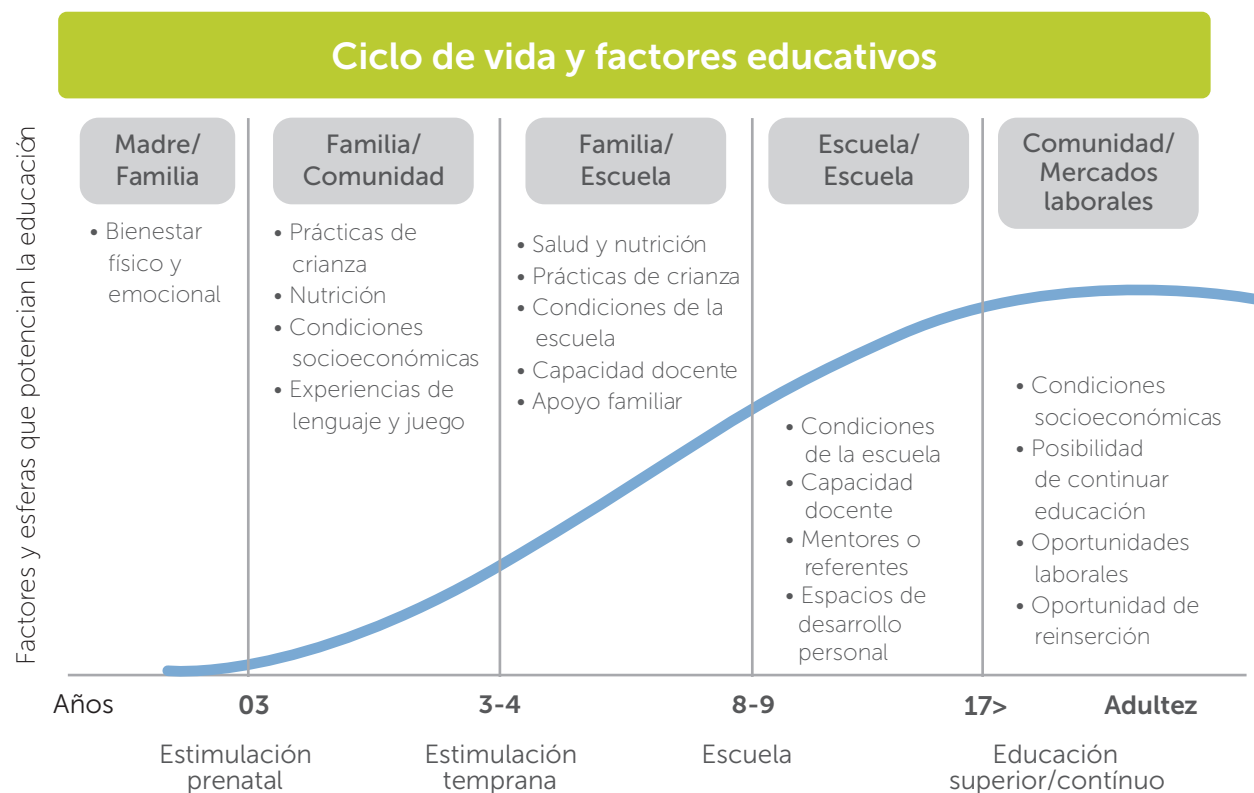 Ciclo de vida y factores educativos
Factores y esferas que potencian la educación
Madre/
Familia
• Bienestar
físico y
emocional
Familia/
Comunidad
• Prácticas de
crianza
• Nutrición
• Condiciones
socioeconómicas
• Experiencias de
lenguaje y juego
Familia/
Escuela
• Salud y nutrición
• Prácticas de crianza
• Condiciones de la
escuela
• Capacidad docente
• Apoyo familiar
Escuela/
Escuela
• Condiciones
de la escuela
• Capacidad
docente
• Mentores o
referentes
• Espacios de
desarrollo
personal
Comunidad/
Mercados
laborales
• Condiciones
socioeconómicas
• Posibilidad
de continuar
educación
• Oportunidades
laborales
• Oportunidad de
reinserción
Años 03 3-4 8-9 17> Adultez
Estimulación
prenatal
Estimulación
temprana
Escuela
Educación
superior/contínuo